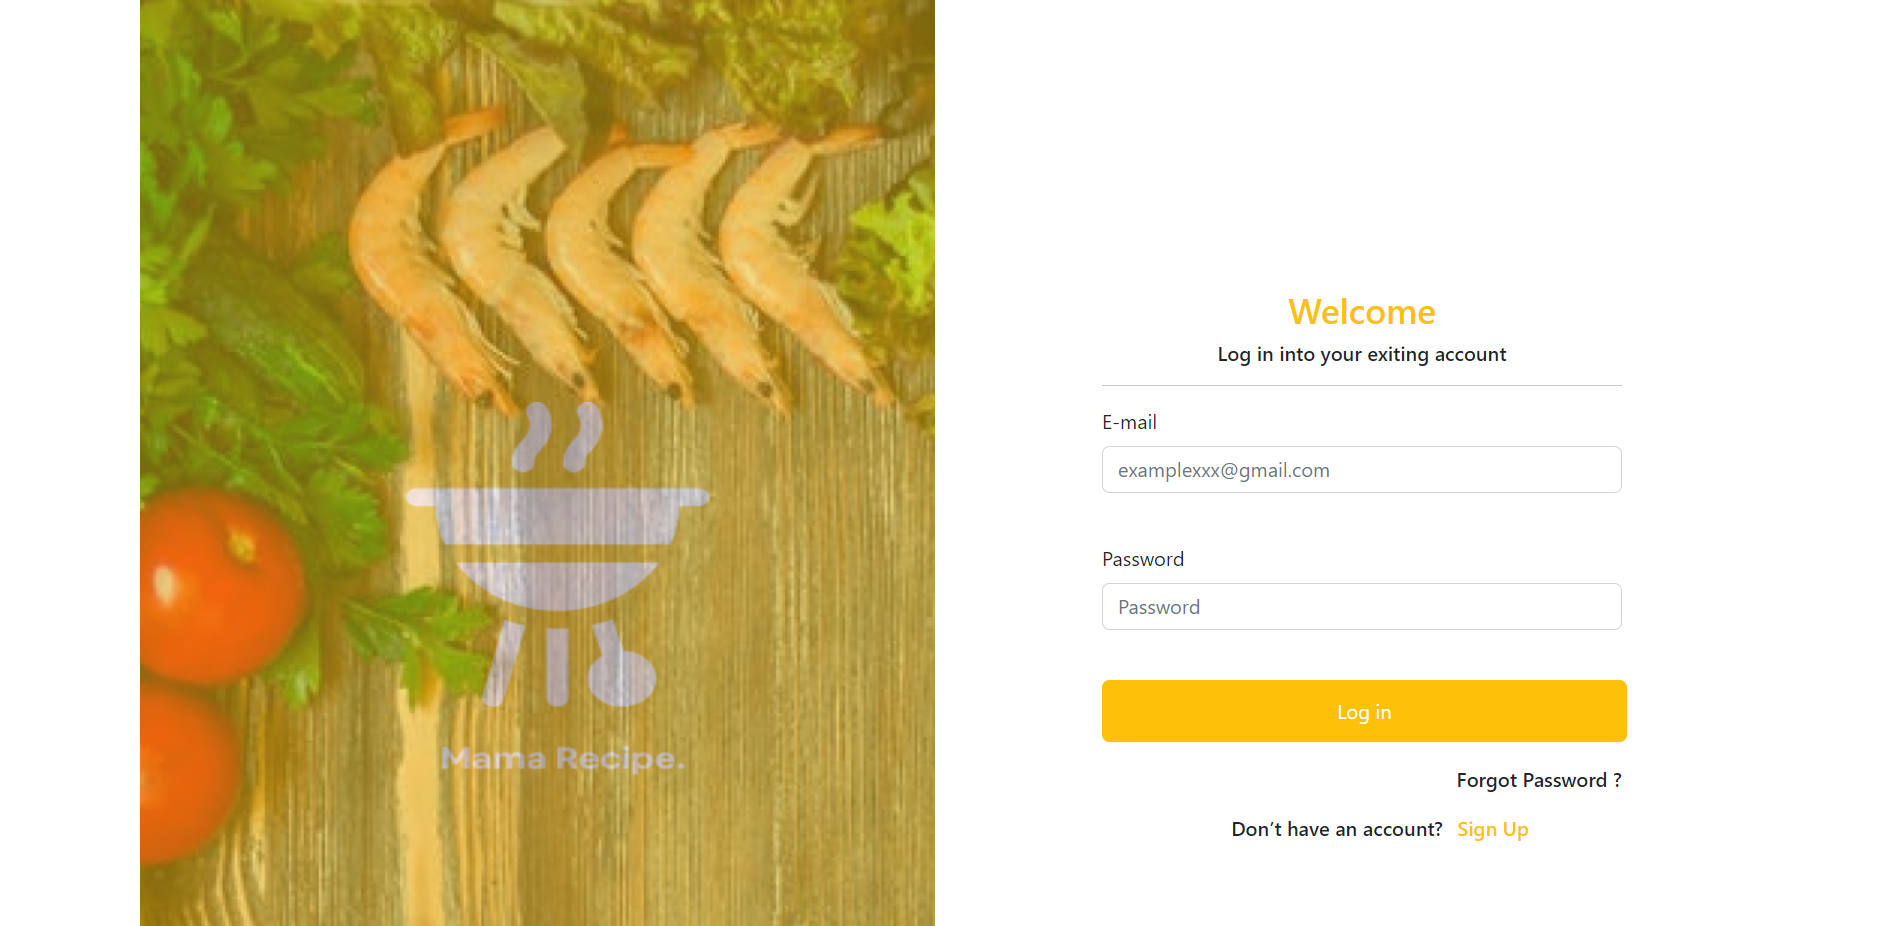 Mama Recipe.
Welcome
Log in into your exiting account
E-mail
examplexxx@gmail.com
Password
Password
Log in
Forgot Password ?
Don’t have an account? Sign Up